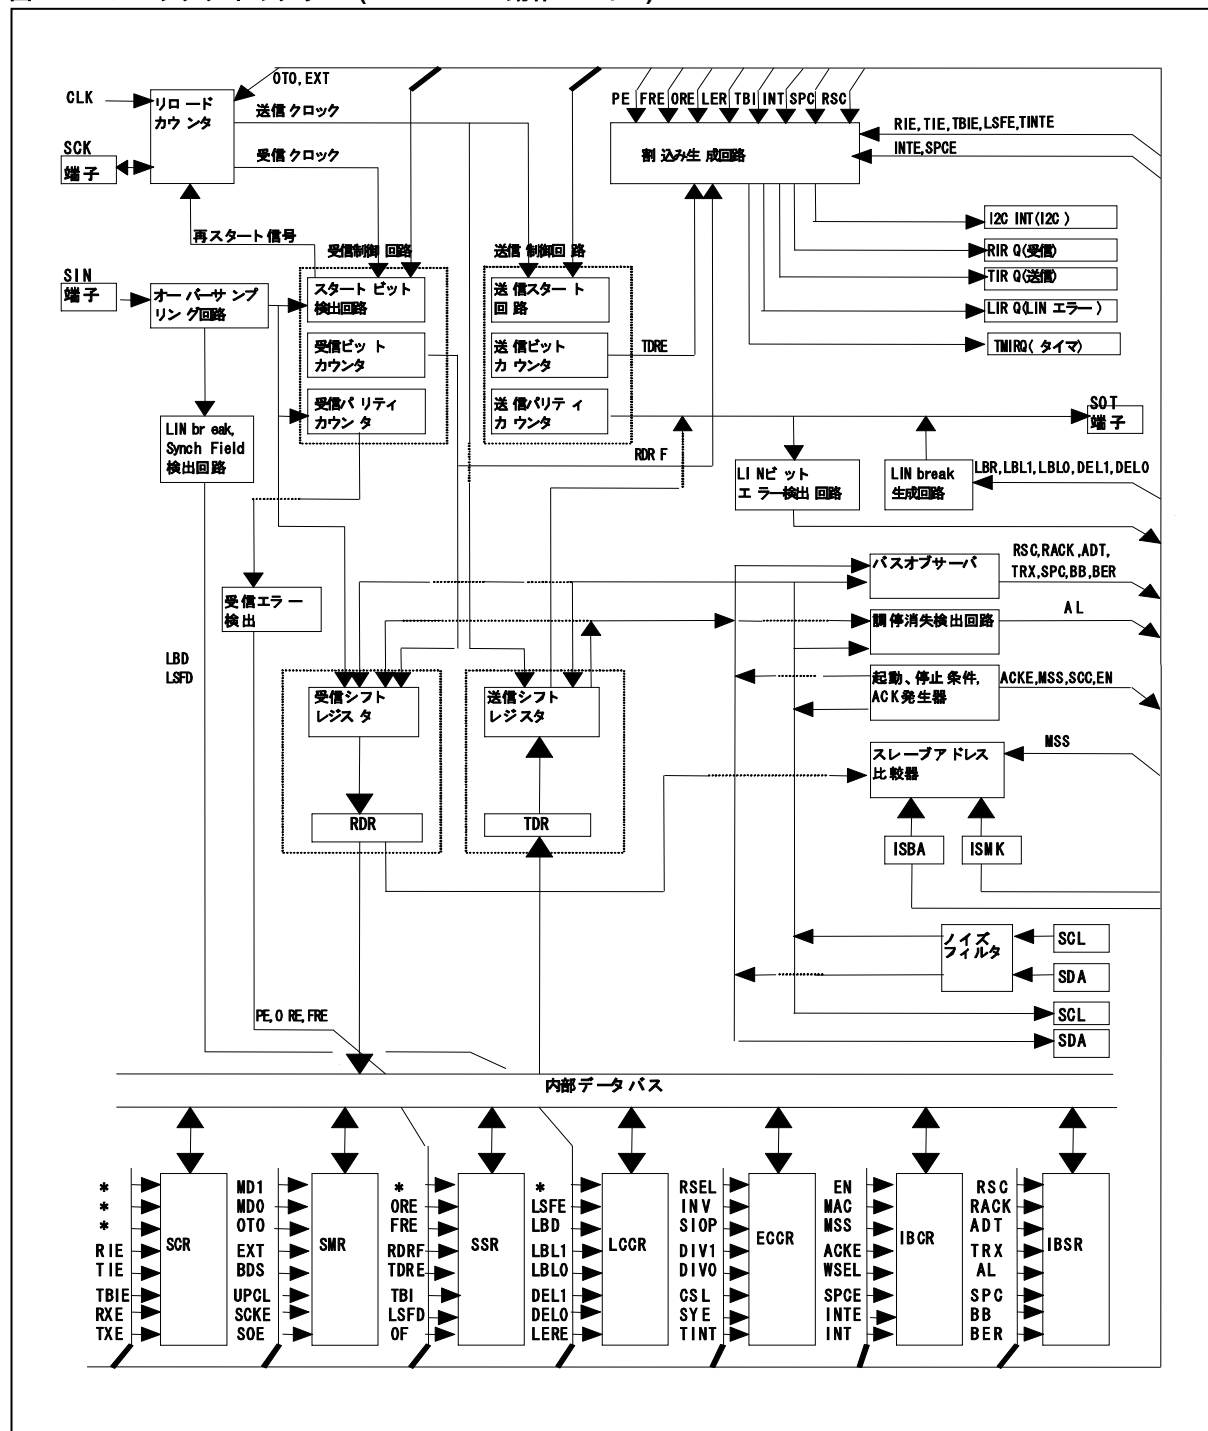 OTO, EXT
CLK
リロード
カウンタ
送信クロック
SCK
端子
受信クロック
再スタート信号
PE FRE ORE LER TBI INT SPC RSC
割込み生成回路
RIE, TIE, TBIE, LSFE, TINTE
INTE, SPCE
I2C INT(I2C)
RIRQ(受信)
TIRQ(送信)
LIRQ(LINエラー)
TMIRQ(タイマ)
受信制御回路
送信制御回路
SIN
端子
オーバーサンプ
リング回路
スタートビット
検出回路
受信ビット
カウンタ
受信パリティ
カウンタ
送信スタート
回路
送信ビット
カウンタ
送信パリティ
カウンタ
TDRE
RDRF
SOT
端子
LIN break,
Synch Field
検出回路
LINビット
エラー検出回路
LIN break
生成回路
LBR, LBL1, LBL0, DEL1, DEL0
受信エラー
検出
LBD
LSFD
バスオブサーバ
RSC, RACK, ADT,
TRX, SPC, BB, BER
調停消失検出回路
AL
起動、停止条件,
ACK発生器
ACKE, MSS, SCC, EN
受信シフト
レジスタ
送信シフト
レジスタ
スレーブアドレス
比較器
MSS
RDR
TDR
ISBA
ISMK
ノイズ
フィルタ
SCL
SDA
SCL
SDA
PE, ORE, FRE
内部データバス
*
*
*
RIE
TIE
TBIE
RXE
TXE
SCR
MD1
MD0
OTO
EXT
BDS
UPCL
SCKE
SOE
SMR
*
ORE
FRE
RDRF
TDRE
TBI
LSFD
OF
SSR
*
LSFE
LBD
LBL1
LBL0
DEL1
DEL0
LERE
LCCR
RSEL
INV
SIOP
DIV1
DIV0
CSL
SYE
TINT
ECCR
EN
MAC
MSS
ACKE
WSEL
SPCE
INTE
INT
IBCR
RSC
RACK
ADT
TRX
AL
SPC
BB
BER
IBSR